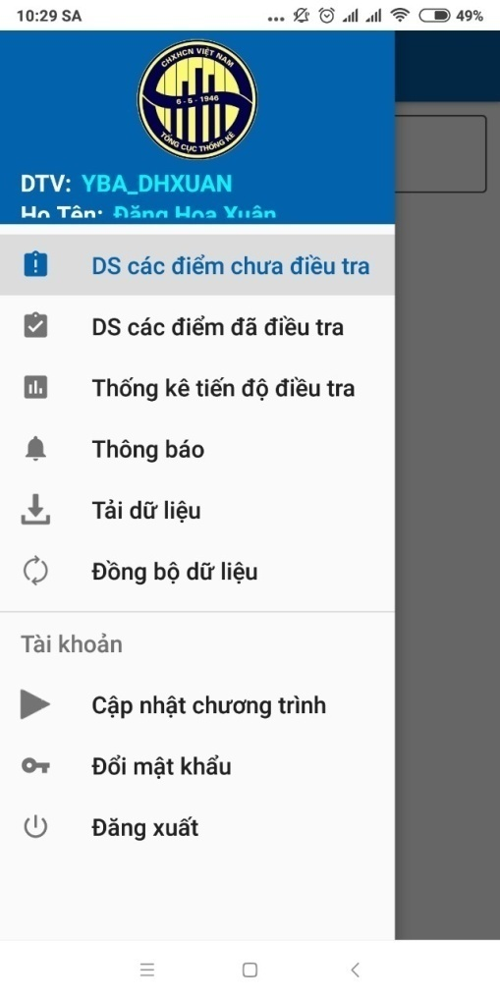 10:29 SA
49%
CHXHCN VIỆT NAM
6-5-1946
TỔNG CỤC THỐNG KÊ
DTV: YBA_DHXUAN
Họ Tên: Đặng Hoa Xuân
DS các điểm chưa điều tra
DS các điểm đã điều tra
Thống kê tiến độ điều tra
Thông báo
Tải dữ liệu
Đồng bộ dữ liệu
Tài khoản
Cập nhật chương trình
Đổi mật khẩu
Đăng xuất